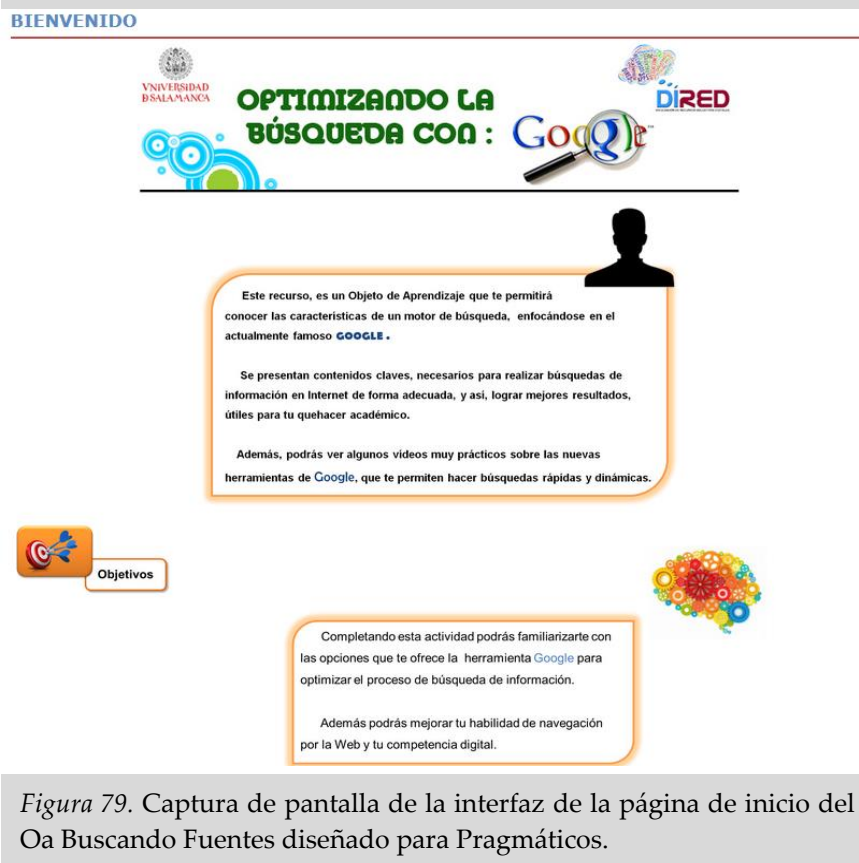 BIENVENIDO
VNIVERSIDAD
D SALAMANCA
OPTIMIZANDO LA
BÚSQUEDA CON :
Google
DIRED
Este recurso, es un Objeto de Aprendizaje que te permitirá
conocer las características de un motor de búsqueda, enfocándose en el
actualmente famoso GOOGLE .
Se presentan contenidos claves, necesarios para realizar búsquedas de
información en Internet de forma adecuada, y así, lograr mejores resultados,
útiles para tu quehacer académico.
Además, podrás ver algunos vídeos muy prácticos sobre las nuevas
herramientas de Google, que te permiten hacer búsquedas rápidas y dinámicas.
Objetivos
Completando esta actividad podrás familiarizarte con
las opciones que te ofrece la herramienta Google para
optimizar el proceso de búsqueda de información.
Además podrás mejorar tu habilidad de navegación
por la Web y tu competencia digital.
Figura 79. Captura de pantalla de la interfaz de la página de inicio del
Oa Buscando Fuentes diseñado para Pragmáticos.